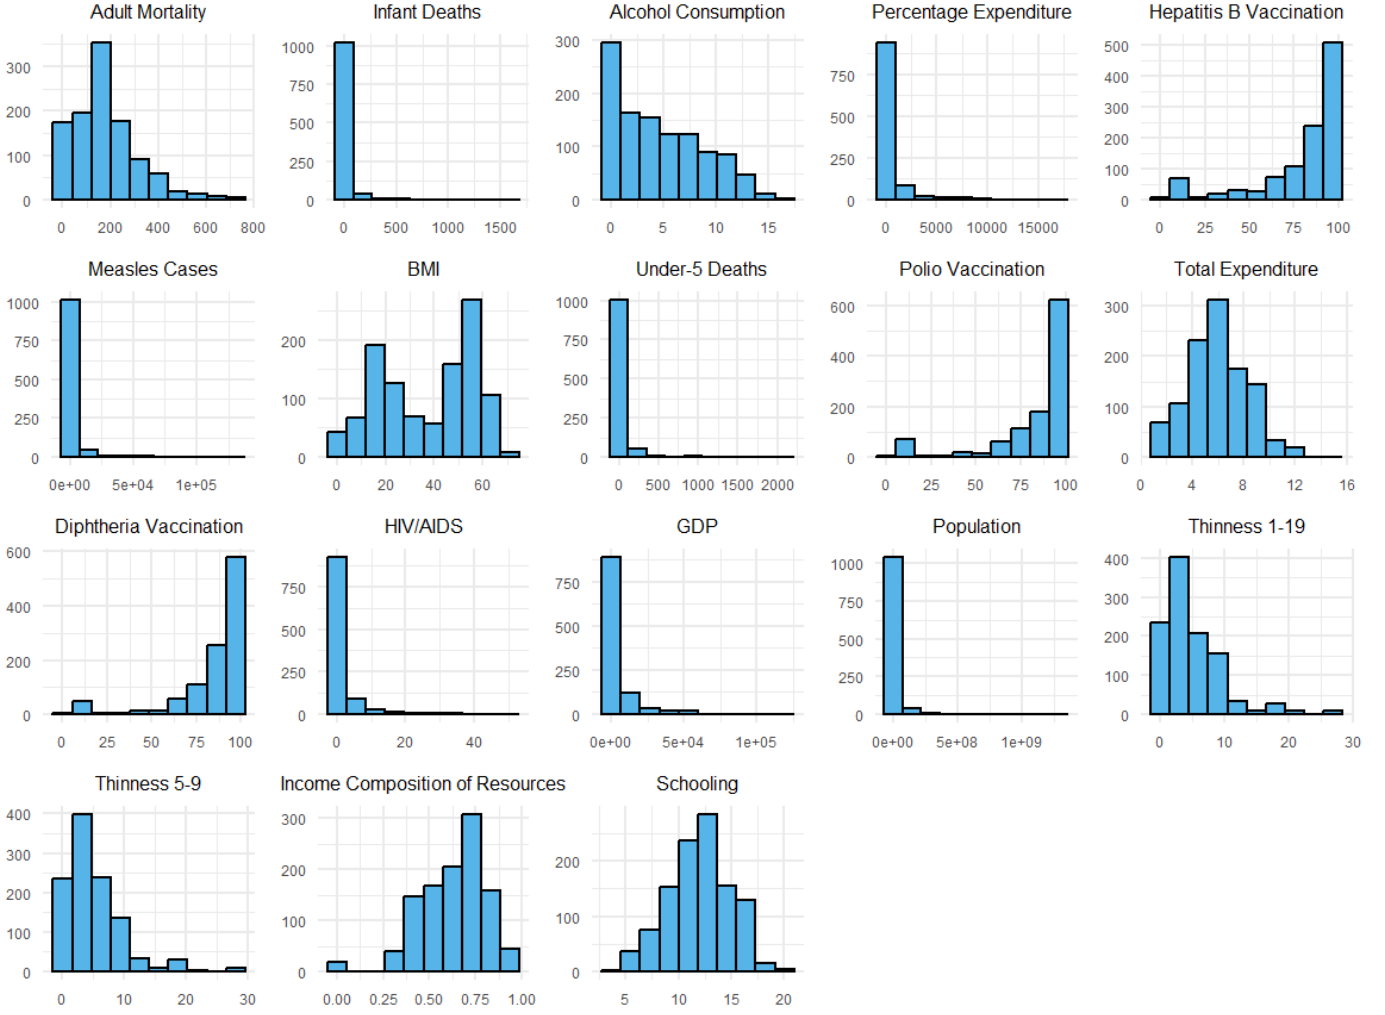 Adult Mortality
300
200
100
0
0 200 400 600 800
Infant Deaths
1000
750
500
250
0
0 500 1000 1500
Alcohol Consumption
300
200
100
0
0 5 10 15
Percentage Expenditure
750
500
250
0
0 5000 10000 15000
Hepatitis B Vaccination
500
400
300
200
100
0
0 25 50 75 100
Measles Cases
1000
750
500
250
0
0e+00 5e+04 1e+05
BMI
200
100
0
0 20 40 60
Under-5 Deaths
1000
750
500
250
0
0 500 1000 1500 2000
Polio Vaccination
600
400
200
0
0 25 50 75 100
Total Expenditure
300
200
100
0
0 4 8 12 16
Diphtheria Vaccination
600
400
200
0
0 25 50 75 100
HIV/AIDS
750
500
250
0
0 20 40
GDP
750
500
250
0
0e+00 5e+04 1e+05
Population
1000
750
500
250
0
0e+00 5e+08 1e+09
Thinness 1-19
400
300
200
100
0
0 10 20 30
Thinness 5-9
400
300
200
100
0
0 10 20 30
Income Composition of Resources
300
200
100
0
0.00 0.25 0.50 0.75 1.00
Schooling
200
100
0
5 10 15 20